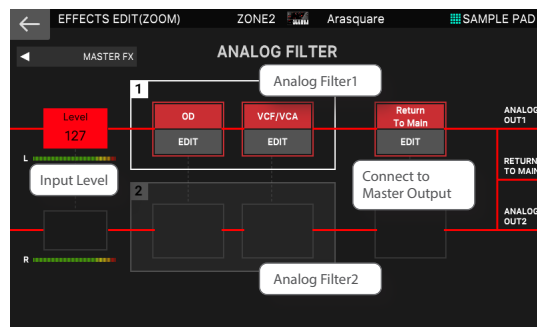 EFFECTS EDIT(ZOOM) ZONE2 Arasquare SAMPLE PAD
MASTER FX
ANALOG FILTER
1
Analog Filter1
Level
127
OD
EDIT
VCF/VCA
EDIT
Return
To Main
EDIT
ANALOG
OUT1
L
Input Level
Connect to
Master Output
RETURN
TO MAIN
2
ANALOG
OUT2
R
Analog Filter2